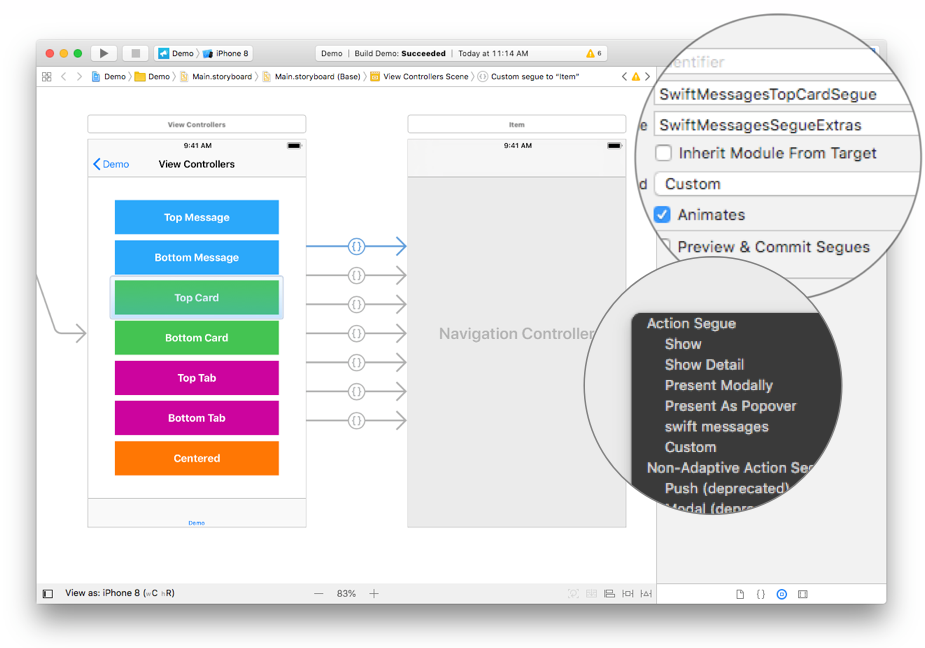 Demo iPhone 8
Demo | Build Demo: Succeeded | Today at 11:14 AM 6
Demo Demo Main.storyboard Main.storyboard (Base) View Controllers Scene Custom segue to "Item"
View Controllers
9:41 AM
Demo View Controllers
Top Message
Bottom Message
Top Card
Bottom Card
Top Tab
Bottom Tab
Centered
Demo
Item
9:41 AM
Navigation Controller
entifier
SwiftMessagesTopCardSegue
SwiftMessagesSegueExtras
Inherit Module From Target
Custom
Animates
Preview & Commit Segues
Action Segue
Show
Show Detail
Present Modally
Present As Popover
swift messages
Custom
Non-Adaptive Action Seg
Push (deprecated)
Modal (depre
View as: iPhone 8 (wC hR) — 83% +